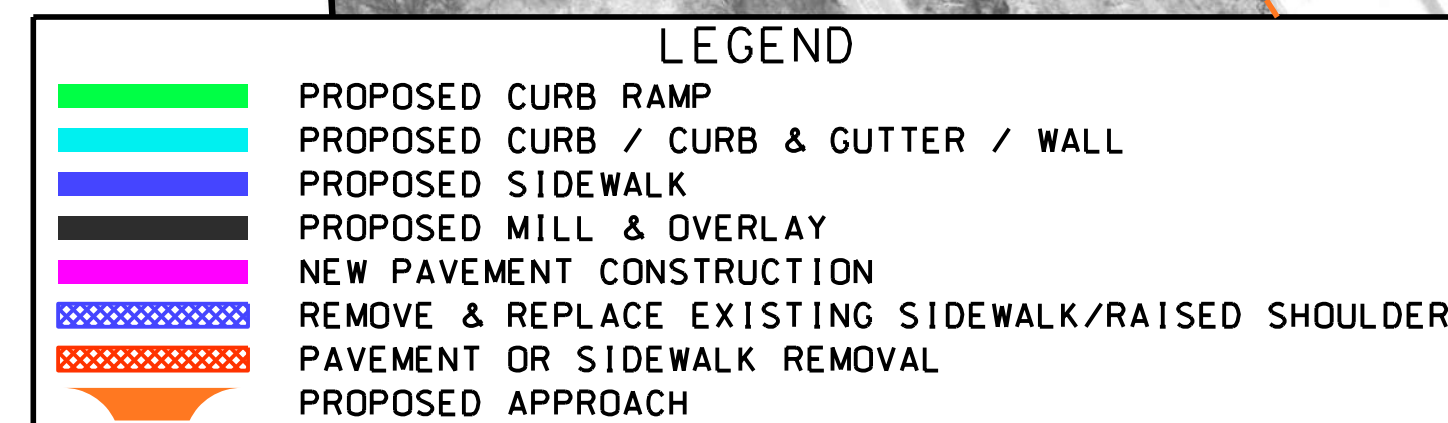 LEGEND
PROPOSED CURB RAMP
PROPOSED CURB / CURB & GUTTER / WALL
PROPOSED SIDEWALK
PROPOSED MILL & OVERLAY
NEW PAVEMENT CONSTRUCTION
REMOVE & REPLACE EXISTING SIDEWALK/RAISED SHOULDER
PAVEMENT OR SIDEWALK REMOVAL
PROPOSED APPROACH